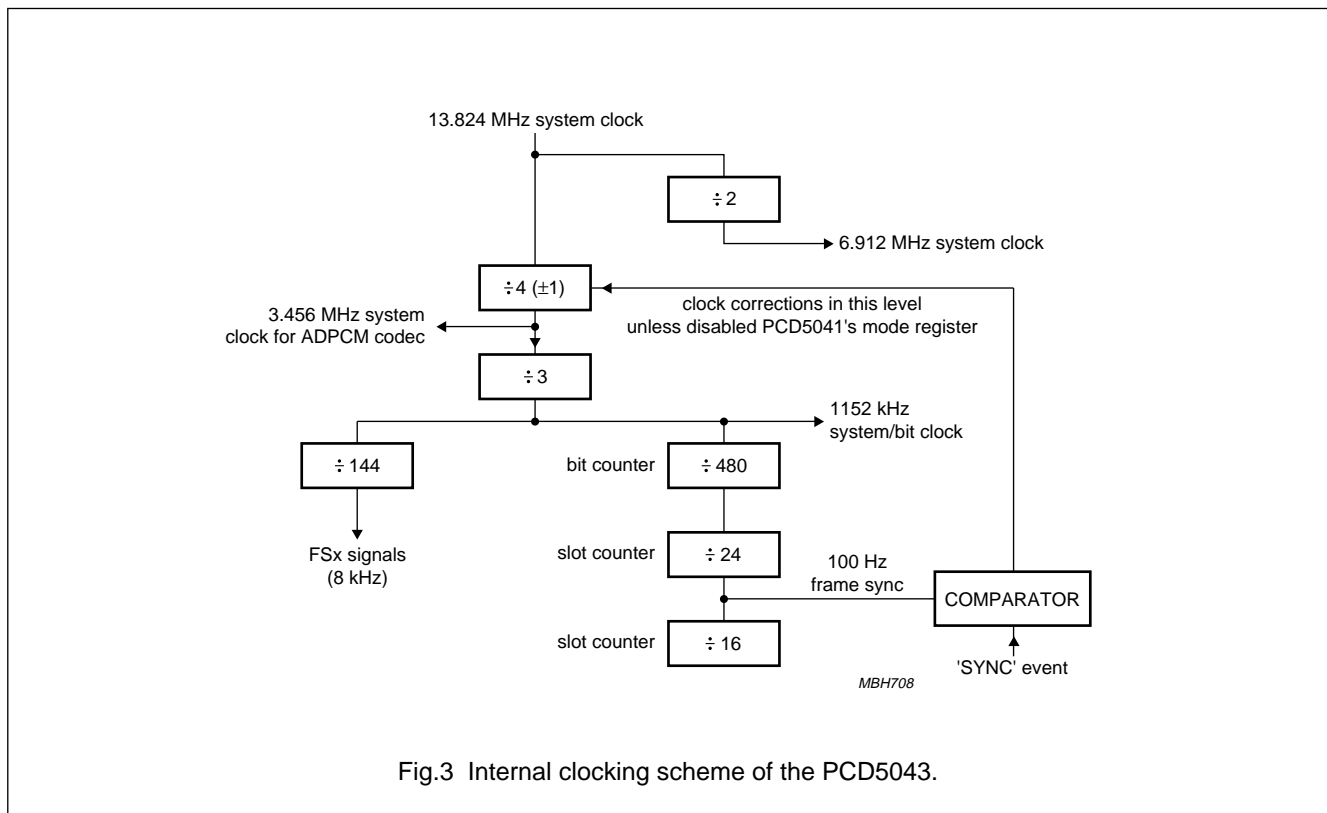 13.824 MHz system clock
÷ 2
6.912 MHz system clock
÷ 4 (±1)
clock corrections in this level
unless disabled PCD5041's mode register
3.456 MHz system
clock for ADPCM codec
÷ 3
1152 kHz
system/bit clock
÷ 144
bit counter
÷ 480
FSx signals
(8 kHz)
slot counter
÷ 24
100 Hz
frame sync
COMPARATOR
slot counter
÷ 16
'SYNC' event
MBH708
Fig.3 Internal clocking scheme of the PCD5043.